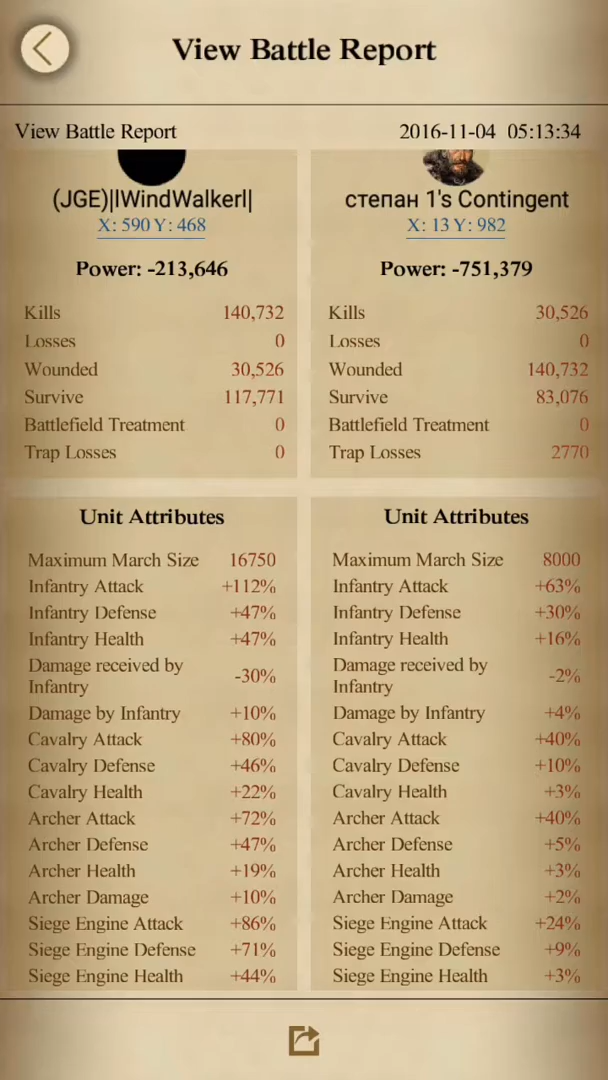 View Battle Report
View Battle Report 2016-11-04 05:13:34
(JGE)||WindWalkerl| степан 1's Contingent
X: 590 Y: 468 X: 13 Y: 982
Power: -213,646 Power: -751,379
Kills 140,732 Kills 30,526
Losses 0 Losses 0
Wounded 30,526 Wounded 140,732
Survive 117,771 Survive 83,076
Battlefield Treatment 0 Battlefield Treatment 0
Trap Losses 0 Trap Losses 2770
Unit Attributes Unit Attributes
Maximum March Size 16750 Maximum March Size 8000
Infantry Attack +112% Infantry Attack +63%
Infantry Defense +47% Infantry Defense +30%
Infantry Health +47% Infantry Health +16%
Damage received by Infantry -30% Damage received by Infantry -2%
Damage by Infantry +10% Damage by Infantry +4%
Cavalry Attack +80% Cavalry Attack +40%
Cavalry Defense +46% Cavalry Defense +10%
Cavalry Health +22% Cavalry Health +3%
Archer Attack +72% Archer Attack +40%
Archer Defense +47% Archer Defense +5%
Archer Health +19% Archer Health +3%
Archer Damage +10% Archer Damage +2%
Siege Engine Attack +86% Siege Engine Attack +24%
Siege Engine Defense +71% Siege Engine Defense +9%
Siege Engine Health +44% Siege Engine Health +3%